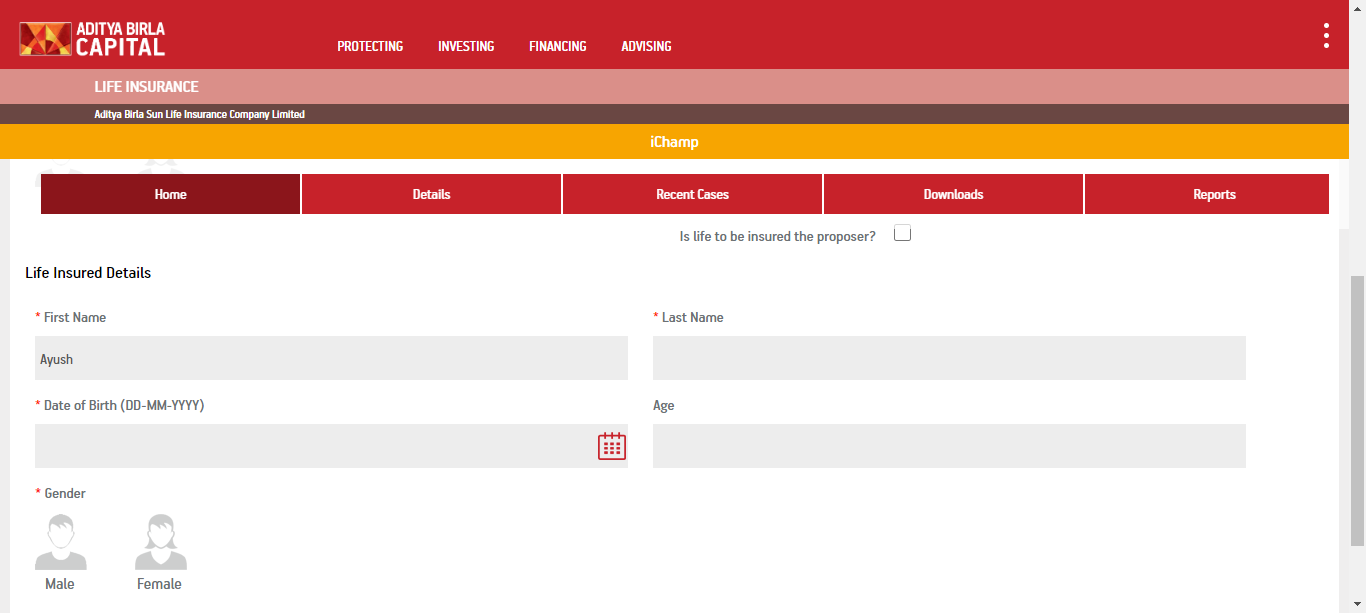 ADITYA BIRLA
CAPITAL
PROTECTING INVESTING FINANCING ADVISING
LIFE INSURANCE
Aditya Birla Sun Life Insurance Company Limited
iChamp
Home Details Recent Cases Downloads Reports
Is life to be insured the proposer?
Life Insured Details
* First Name * Last Name
Ayush
* Date of Birth (DD-MM-YYYY) Age
* Gender
Male Female